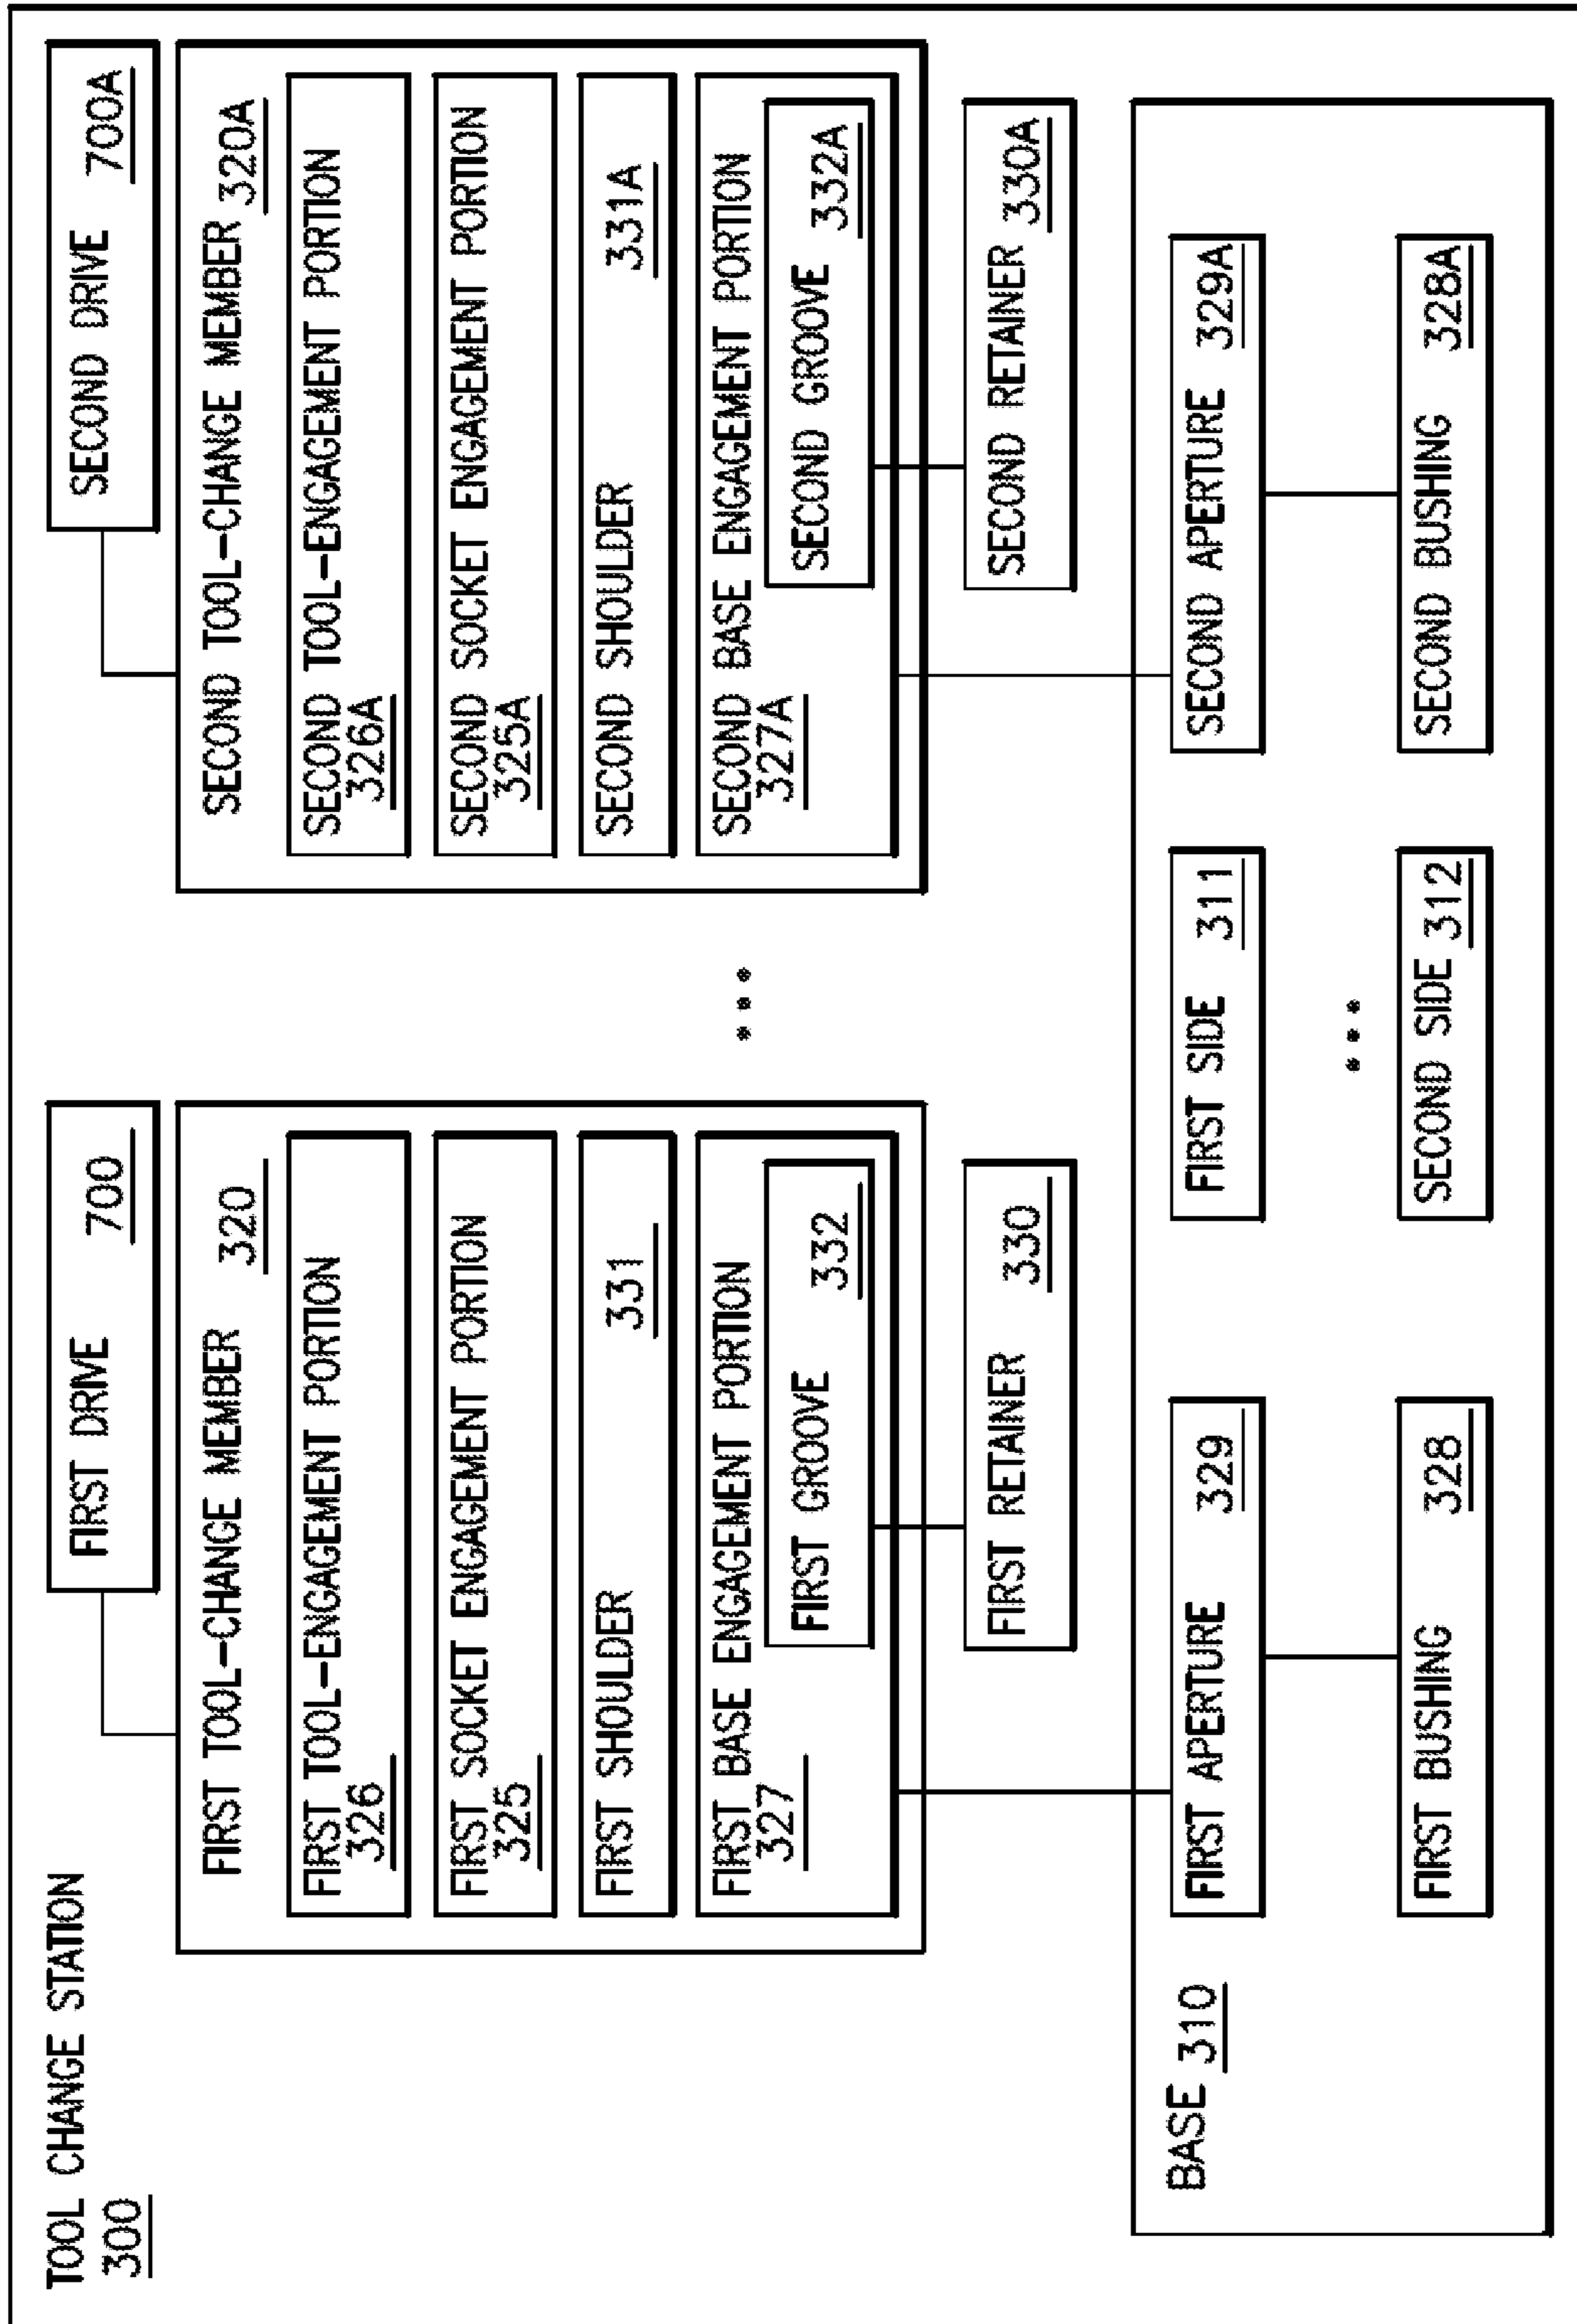 TOOL CHANGE STATION
300
FIRST DRIVE 700
FIRST TOOL-CHANGE MEMBER 320
FIRST TOOL-ENGAGEMENT PORTION
326
FIRST SOCKET ENGAGEMENT PORTION
325
FIRST SHOULDER 331
FIRST BASE ENGAGEMENT PORTION
327
FIRST GROOVE 332
FIRST RETAINER 330
SECOND DRIVE 700A
SECOND TOOL-CHANGE MEMBER 320A
SECOND TOOL-ENGAGEMENT PORTION
326A
SECOND SOCKET ENGAGEMENT PORTION
325A
SECOND SHOULDER 331A
SECOND BASE ENGAGEMENT PORTION
327A
SECOND GROOVE 332A
SECOND RETAINER 330A
BASE 310
FIRST APERTURE 329
FIRST BUSHING 328
FIRST SIDE 311
SECOND SIDE 312
SECOND APERTURE 329A
SECOND BUSHING 328A